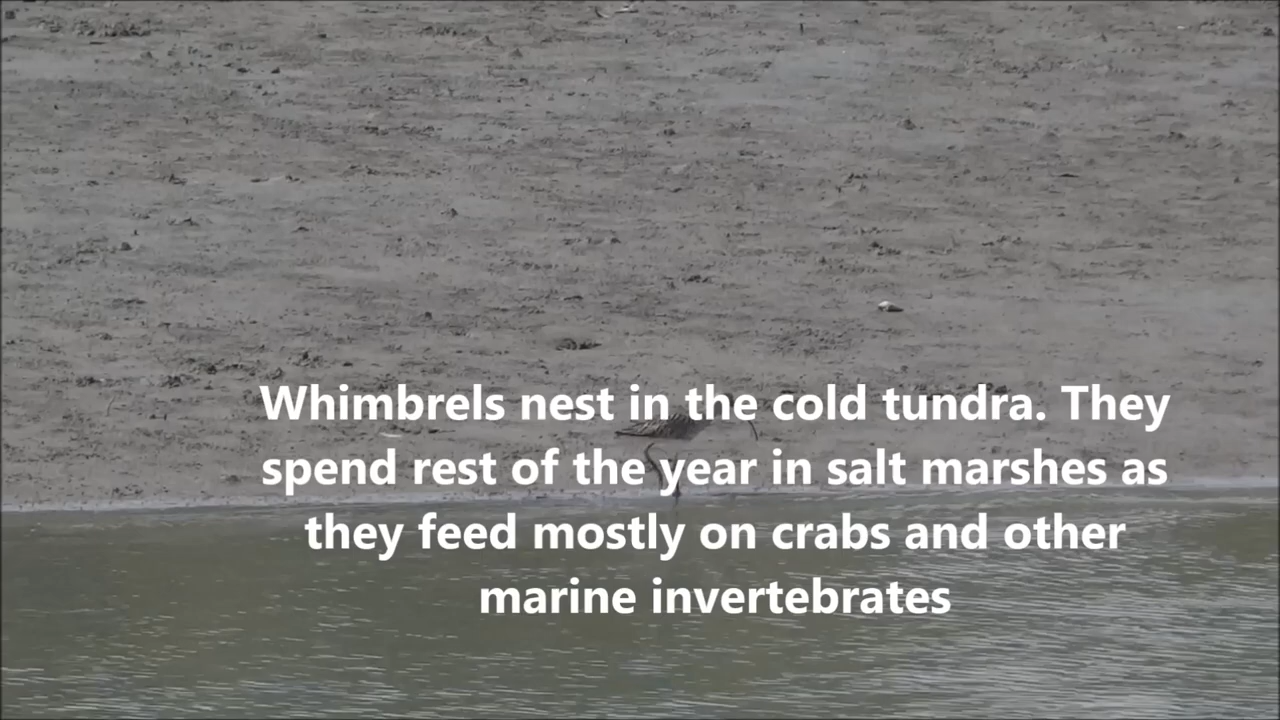 Whimbrels nest in the cold tundra. They
spend rest of the year in salt marshes as
they feed mostly on crabs and other
marine invertebrates